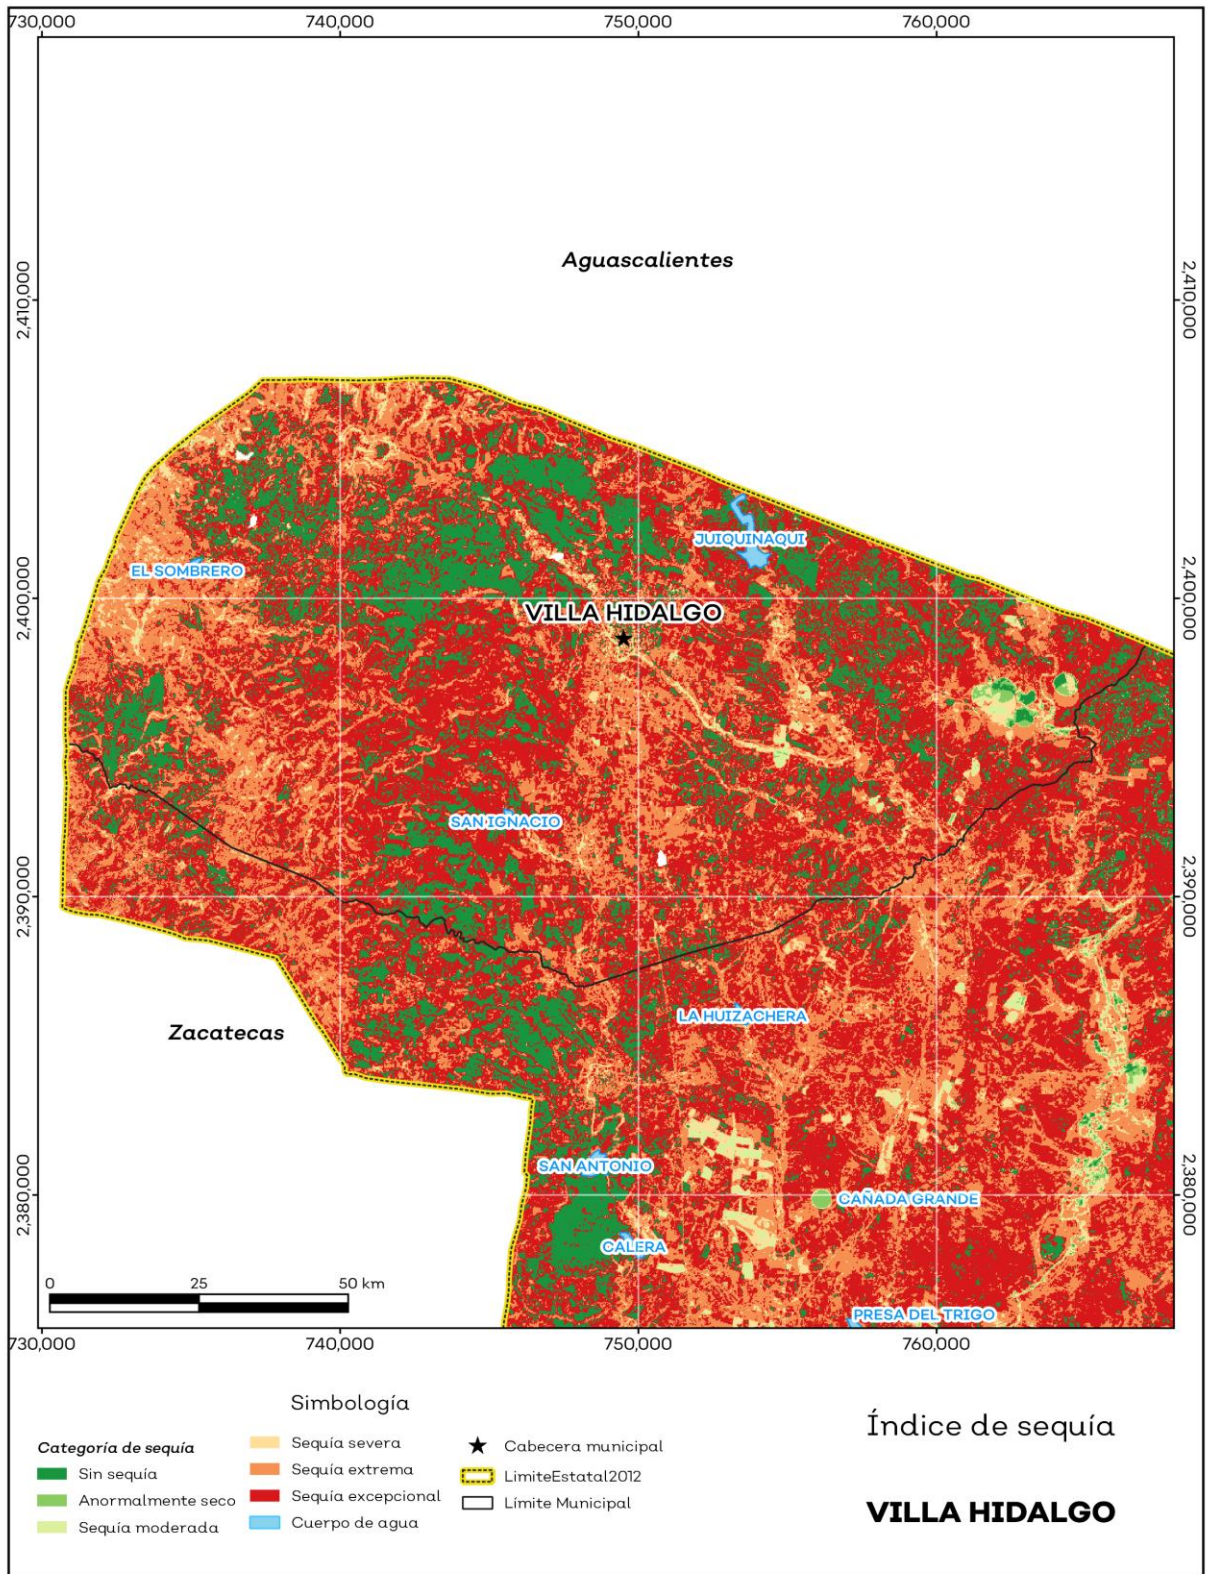 730,000 740,000 750,000 760,000
Aguascalientes
2,410,000 2,410,000
JUIQUINAQUI
EL SOMBRERO
2,400,000 2,400,000
VILLA HIDALGO
SAN IGNACIO
2,390,000 2,390,000
LA HUIZACHERA
Zacatecas
SAN ANTONIO
2,380,000 2,380,000
CAÑADA GRANDE
CALERA
0 25 50 km
PRESA DEL TRIGO
730,000 740,000 750,000 760,000
Simbología
Categoría de sequía
Sin sequía
Anormalmente seco
Sequía moderada
Sequía severa
Sequía extrema
Sequía excepcional
Cuerpo de agua
Cabecera municipal
LimiteEstatal2012
Límite Municipal
Índice de sequía
VILLA HIDALGO